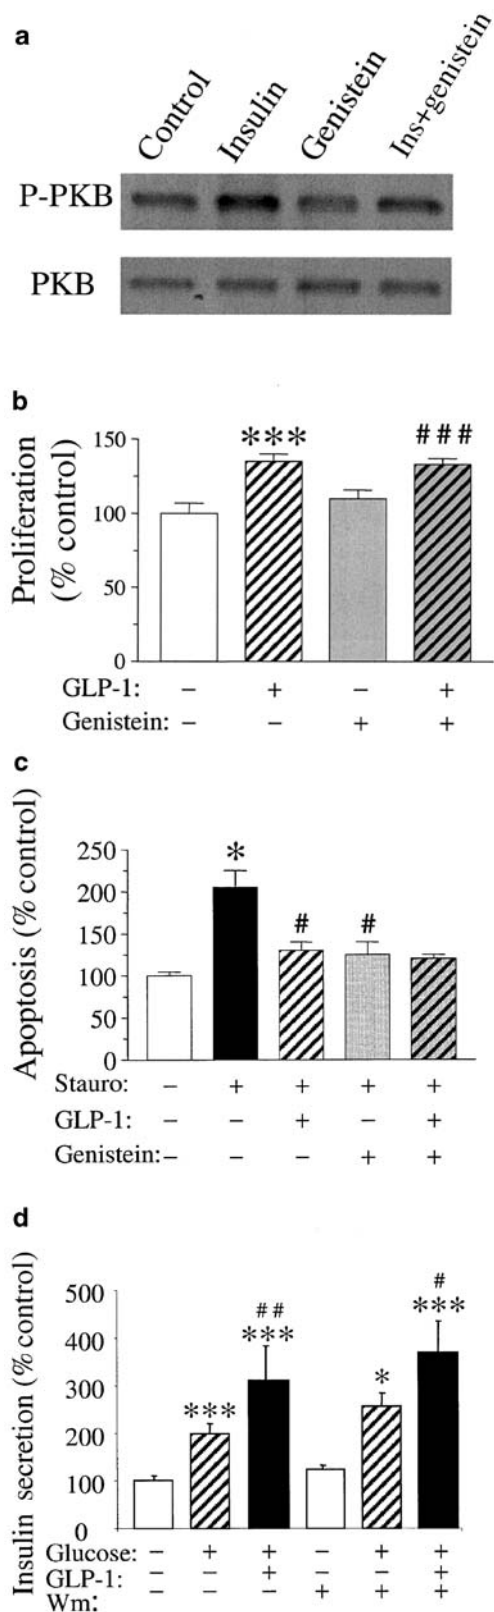 a
Control Insulin Genistein Ins+genistein
P-PKB
PKB
b
Proliferation
(% control)
150
100
50
0
*** ###
GLP-1: – + – +
Genistein: – – + +
c
Apoptosis (% control)
250
200
150
100
50
0
* # #
Stauro: – + + + +
GLP-1: – – + – +
Genistein: – – – + +
d
Insulin secretion (% control)
500
400
300
200
100
0
## #
*** *** * ***
Glucose: – + + – + +
GLP-1: – – + – – +
Wm: – – – + + +